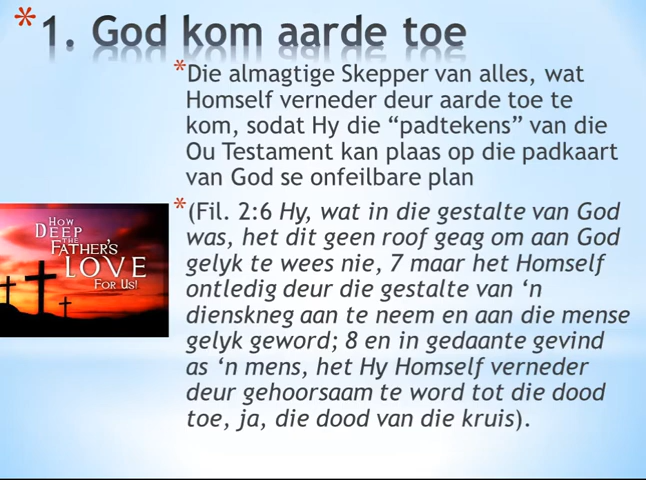 * 1. God kom aarde toe
* Die almagtige Skepper van alles, wat
Homself verneder deur aarde toe te
kom, sodat Hy die “padtekens” van die
Ou Testament kan plaas op die padkaart
van God se onfeilbare plan
* (Fil. 2:6 Hy, wat in die gestalte van God
was, het dit geen roof geag om aan God
gelyk te wees nie, 7 maar het Homself
ontledig deur die gestalte van ‘n
dienskneg aan te neem en aan die mense
gelyk geword; 8 en in gedaante gevind
as ‘n mens, het Hy Homself verneder
deur gehoorsaam te word tot die dood
toe, ja, die dood van die kruis).
HOW
DEEP
THE
FATHER'S
LOVE
FOR US!